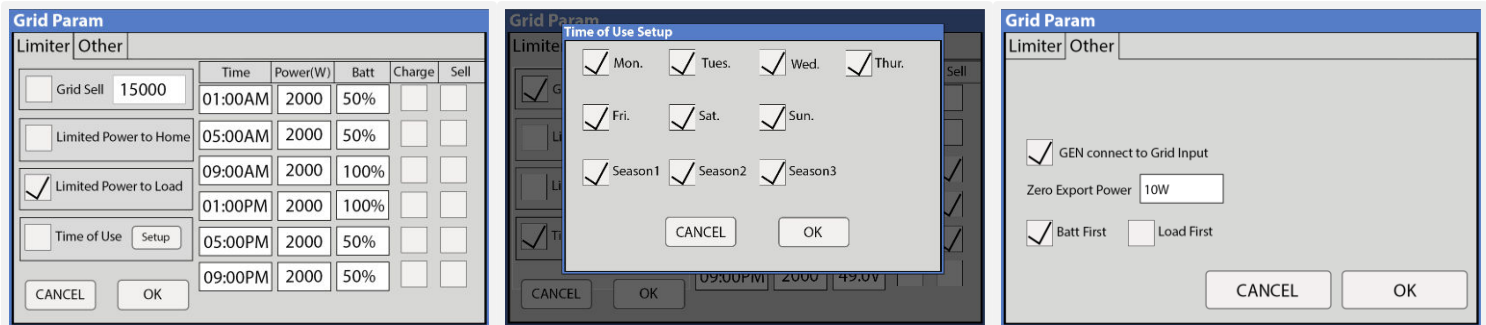 Grid Param
Limiter Other
Time Power(W) Batt Charge Sell
Grid Sell 15000
01:00AM 2000 50%
Limited Power to Home
05:00AM 2000 50%
09:00AM 2000 100%
Limited Power to Load
01:00PM 2000 100%
Time of Use Setup
05:00PM 2000 50%
09:00PM 2000 50%
CANCEL OK
Grid Param
Time of Use Setup
Limite
Sell
Mon. Tues. Wed. Thur.
G
Fri. Sat. Sun.
Li
Season1 Season2 Season3
Li
Ti
CANCEL OK
09:00PM 2000 49.0V
CANCEL OK
Grid Param
Limiter Other
GEN connect to Grid Input
Zero Export Power 10W
Batt First Load First
CANCEL OK